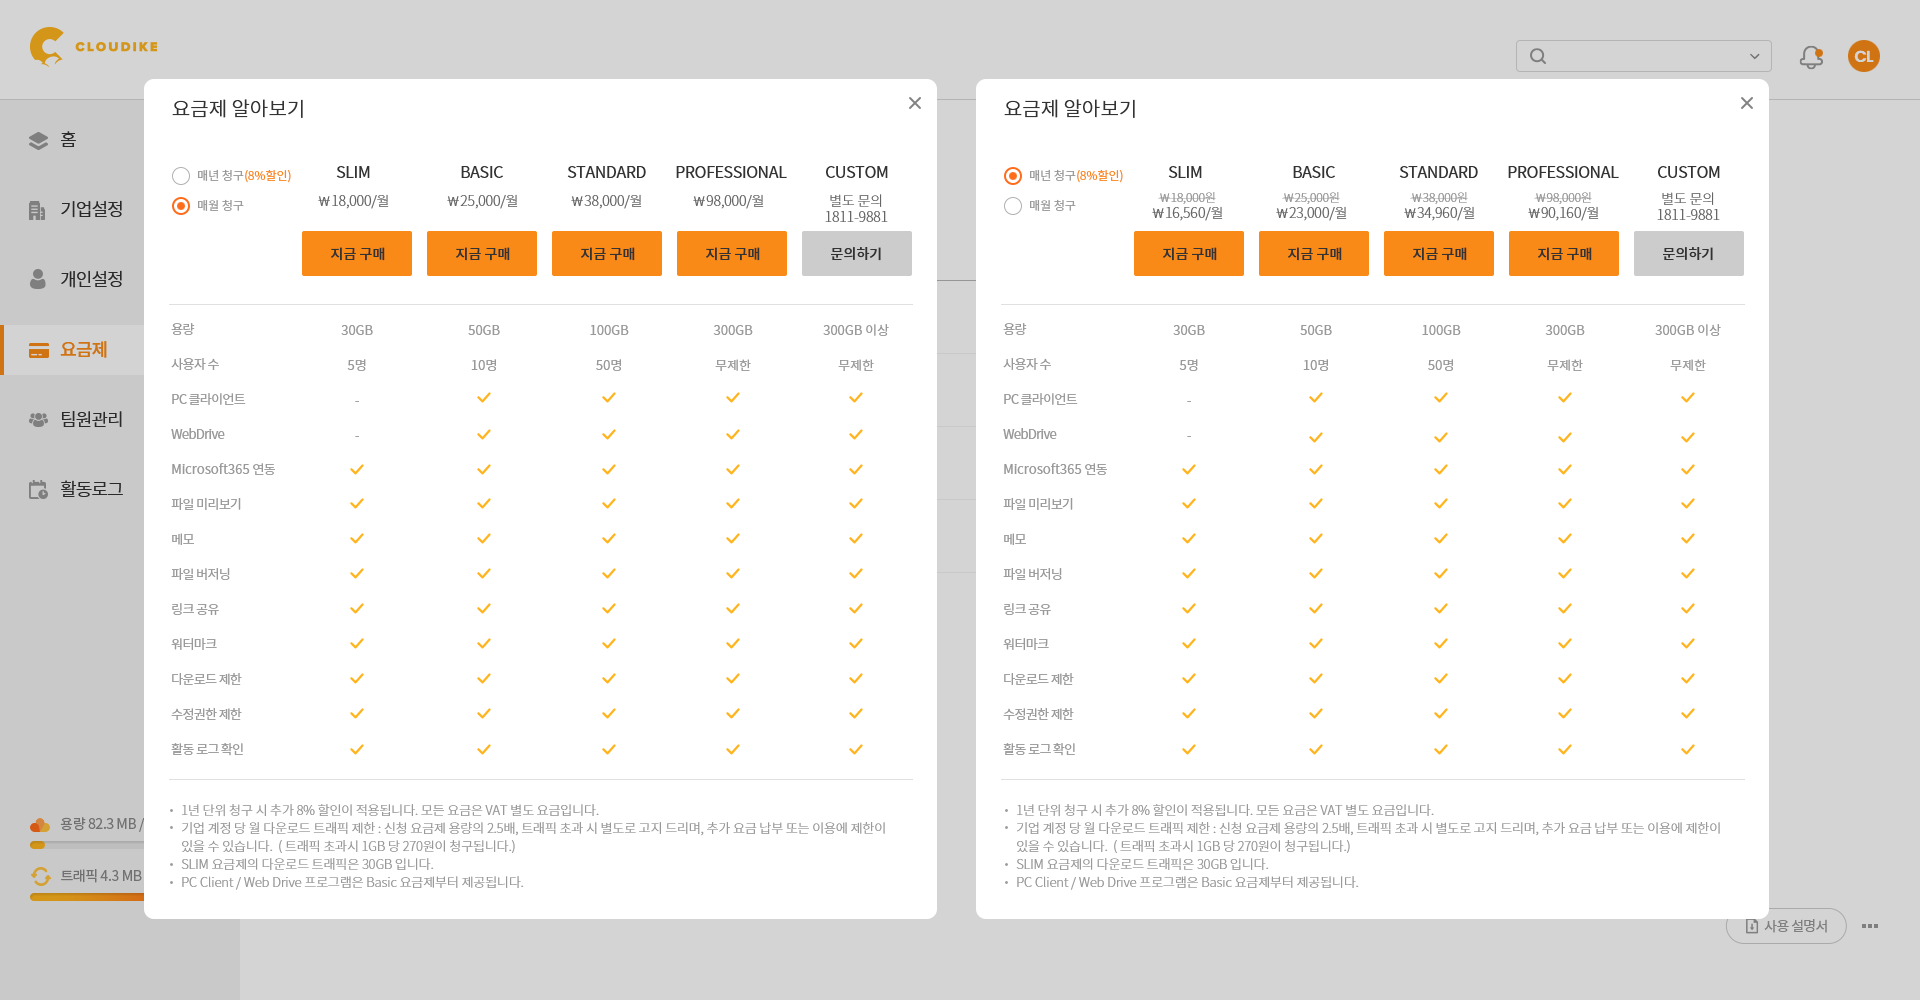 CLOUDIKE
CL
홈
기업설정
개인설정
요금제
팀원관리
활동로그
용량 82.3 MB /
트래픽 4.3 MB
요금제 알아보기
매년 청구(8%할인)
매월 청구
SLIM BASIC STANDARD PROFESSIONAL CUSTOM
₩18,000/월 ₩25,000/월 ₩38,000/월 ₩98,000/월 별도 문의
1811-9881
지금 구매 지금 구매 지금 구매 지금 구매 문의하기
용량 30GB 50GB 100GB 300GB 300GB 이상
사용자 수 5명 10명 50명 무제한 무제한
PC 클라이언트 -
WebDrive -
Microsoft365 연동
파일 미리보기
메모
파일 버저닝
링크 공유
워터마크
다운로드 제한
수정권한 제한
활동 로그 확인
• 1년 단위 청구 시 추가 8% 할인이 적용됩니다. 모든 요금은 VAT 별도 요금입니다.
• 기업 계정 당 월 다운로드 트래픽 제한 : 신청 요금제 용량의 2.5배, 트래픽 초과 시 별도로 고지 드리며, 추가 요금 납부 또는 이용에 제한이
있을 수 있습니다. ( 트래픽 초과시 1GB 당 270원이 청구됩니다.)
• SLIM 요금제의 다운로드 트래픽은 30GB 입니다.
• PC Client / Web Drive 프로그램은 Basic 요금제부터 제공됩니다.
요금제 알아보기
매년 청구(8%할인)
매월 청구
SLIM BASIC STANDARD PROFESSIONAL CUSTOM
₩18,000원 ₩25,000원 ₩38,000원 ₩98,000원 별도 문의
₩16,560/월 ₩23,000/월 ₩34,960/월 ₩90,160/월 1811-9881
지금 구매 지금 구매 지금 구매 지금 구매 문의하기
용량 30GB 50GB 100GB 300GB 300GB 이상
사용자 수 5명 10명 50명 무제한 무제한
PC 클라이언트 -
WebDrive -
Microsoft365 연동
파일 미리보기
메모
파일 버저닝
링크 공유
워터마크
다운로드 제한
수정권한 제한
활동 로그 확인
• 1년 단위 청구 시 추가 8% 할인이 적용됩니다. 모든 요금은 VAT 별도 요금입니다.
• 기업 계정 당 월 다운로드 트래픽 제한 : 신청 요금제 용량의 2.5배, 트래픽 초과 시 별도로 고지 드리며, 추가 요금 납부 또는 이용에 제한이
있을 수 있습니다. ( 트래픽 초과시 1GB 당 270원이 청구됩니다.)
• SLIM 요금제의 다운로드 트래픽은 30GB 입니다.
• PC Client / Web Drive 프로그램은 Basic 요금제부터 제공됩니다.
사용 설명서